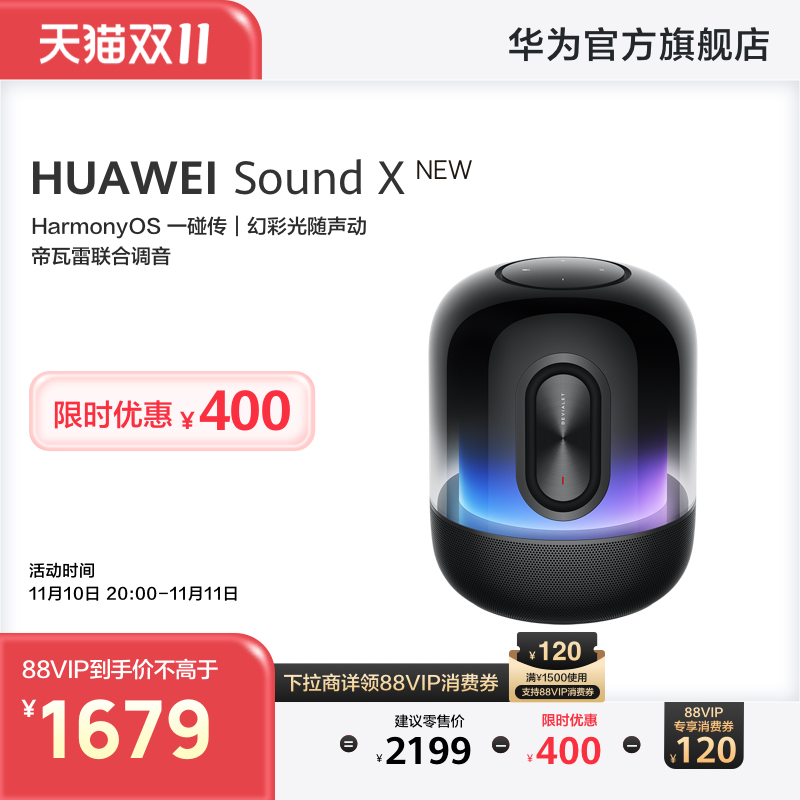 天猫双11
华为官方旗舰店
HUAWEI Sound X NEW
HarmonyOS 一碰传｜幻彩光随声动
帝瓦雷联合调音
DEVIALET
限时优惠 ¥400
活动时间
11月10日 20:00-11月11日
88VIP到手价不高于
¥1679
下拉商详领88VIP消费券
¥120
满¥1500使用
支持88VIP消费券
= 建议零售价 ¥2199 - 限时优惠 ¥400 - 88VIP 专享消费券 ¥120